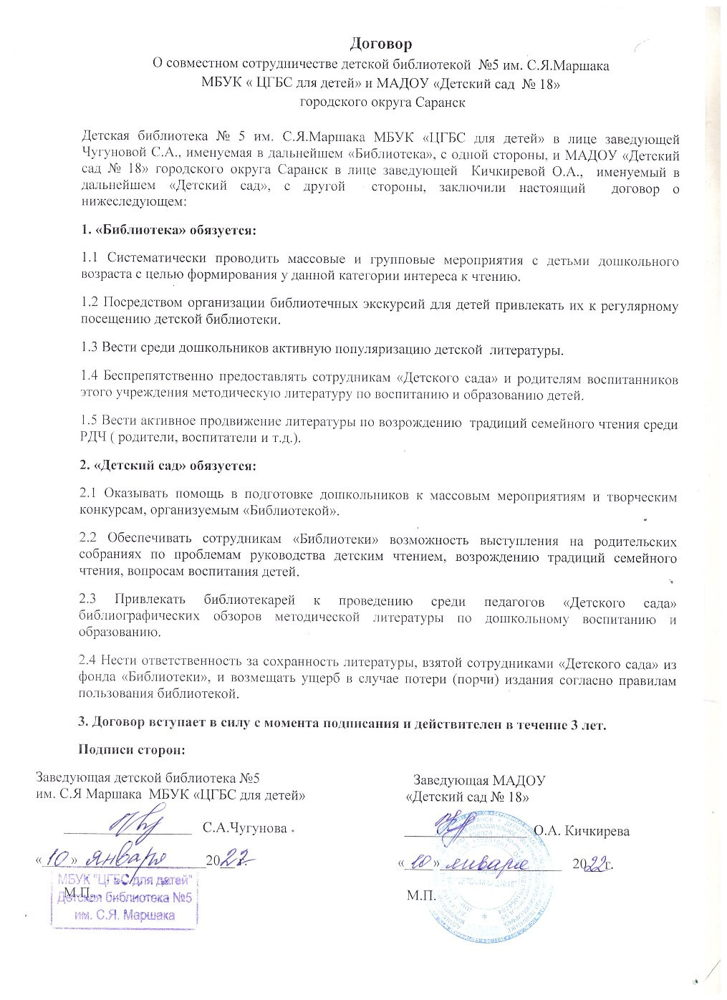 Договор
О совместном сотрудничестве детской библиотекой №5 им. С.Я.Маршака
МБУК « ЦГБС для детей» и МАДОУ «Детский сад № 18»
городского округа Саранск
Детская библиотека № 5 им. С.Я.Маршака МБУК «ЦГБС для детей» в лице заведующей
Чугуновой С.А., именуемая в дальнейшем «Библиотека», с одной стороны, и МАДОУ «Детский
сад № 18» городского округа Саранск в лице заведующей Кичкиревой О.А., именуемый в
дальнейшем «Детский сад», с другой стороны, заключили настоящий договор о
нижеследующем:
1. «Библиотека» обязуется:
1.1 Систематически проводить массовые и групповые мероприятия с детьми дошкольного
возраста с целью формирования у данной категории интереса к чтению.
1.2 Посредством организации библиотечных экскурсий для детей привлекать их к регулярному
посещению детской библиотеки.
1.3 Вести среди дошкольников активную популяризацию детской литературы.
1.4 Беспрепятственно предоставлять сотрудникам «Детского сада» и родителям воспитанников
этого учреждения методическую литературу по воспитанию и образованию детей.
1.5 Вести активное продвижение литературы по возрождению традиций семейного чтения среди
РДЧ ( родители, воспитатели и т.д.).
2. «Детский сад» обязуется:
2.1 Оказывать помощь в подготовке дошкольников к массовым мероприятиям и творческим
конкурсам, организуемым «Библиотекой».
2.2 Обеспечивать сотрудникам «Библиотеки» возможность выступления на родительских
собраниях по проблемам руководства детским чтением, возрождению традиций семейного
чтения, вопросам воспитания детей.
2.3 Привлекать библиотекарей к проведению среди педагогов «Детского сада»
библиографических обзоров методической литературы по дошкольному воспитанию и
образованию.
2.4 Нести ответственность за сохранность литературы, взятой сотрудниками «Детского сада» из
фонда «Библиотеки», и возмещать ущерб в случае потери (порчи) издания согласно правилам
пользования библиотекой.
3. Договор вступает в силу с момента подписания и действителен в течение 3 лет.
Подписи сторон:
Заведующая детской библиотека №5
им. С.Я Маршака МБУК «ЦГБС для детей»
С.А.Чугунова
«10» января 2022г.
М.П.
МБУК "ЦГБС для детей"
Детская библиотека №5
им. С.Я. Маршака
Заведующая МАДОУ
«Детский сад № 18»
О.А. Кичкирева
«10» января 2022г.
М.П.